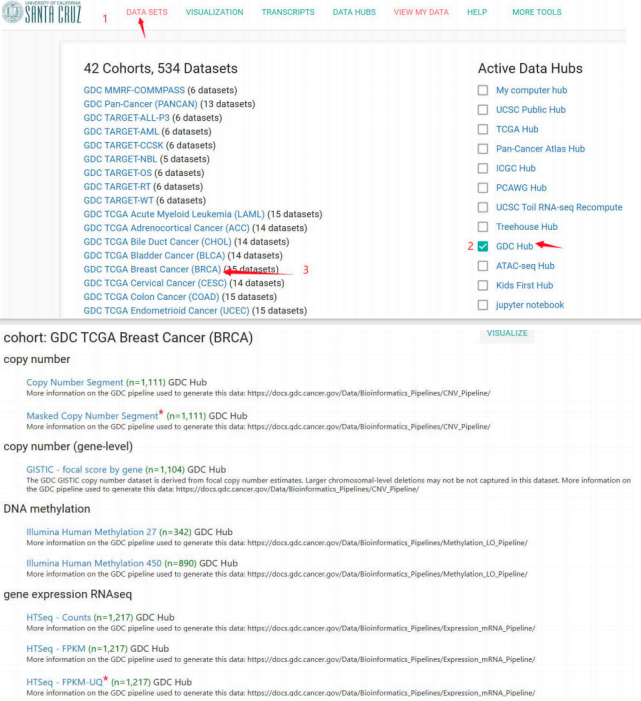 UNIVERSITY OF CALIFORNIA
SANTA CRUZ
1
DATA SETS
VISUALIZATION
TRANSCRIPTS
DATA HUBS
VIEW MY DATA
HELP
MORE TOOLS
42 Cohorts, 534 Datasets
GDC MMRF-COMMPASS (6 datasets)
GDC Pan-Cancer (PANCAN) (13 datasets)
GDC TARGET-ALL-P3 (6 datasets)
GDC TARGET-AML (6 datasets)
GDC TARGET-CCSK (6 datasets)
GDC TARGET-NBL (5 datasets)
GDC TARGET-OS (6 datasets)
GDC TARGET-RT (6 datasets)
GDC TARGET-WT (6 datasets)
GDC TCGA Acute Myeloid Leukemia (LAML) (15 datasets)
GDC TCGA Adrenocortical Cancer (ACC) (14 datasets)
GDC TCGA Bile Duct Cancer (CHOL) (14 datasets)
GDC TCGA Bladder Cancer (BLCA) (14 datasets)
GDC TCGA Breast Cancer (BRCA) (15 datasets) 3
GDC TCGA Cervical Cancer (CESC) (14 datasets)
GDC TCGA Colon Cancer (COAD) (15 datasets)
GDC TCGA Endometrioid Cancer (UCEC) (15 datasets)
Active Data Hubs
My computer hub
UCSC Public Hub
TCGA Hub
Pan-Cancer Atlas Hub
ICGC Hub
PCAWG Hub
UCSC Toil RNA-seq Recompute
Treehouse Hub
2 GDC Hub
ATAC-seq Hub
Kids First Hub
jupyter notebook
cohort: GDC TCGA Breast Cancer (BRCA)
VISUALIZE
copy number
Copy Number Segment (n=1,111) GDC Hub
More information on the GDC pipeline used to generate this data: https://docs.gdc.cancer.gov/Data/Bioinformatics_Pipelines/CNV_Pipeline/
Masked Copy Number Segment* (n=1,111) GDC Hub
More information on the GDC pipeline used to generate this data: https://docs.gdc.cancer.gov/Data/Bioinformatics_Pipelines/CNV_Pipeline/
copy number (gene-level)
GISTIC - focal score by gene (n=1,104) GDC Hub
The GDC GISTIC copy number dataset is derived from focal copy number estimates. Larger chromosomal-level deletions may be not be captured in this dataset. More information on
the GDC pipeline used to generate this data: https://docs.gdc.cancer.gov/Data/Bioinformatics_Pipelines/CNV_Pipeline/
DNA methylation
Illumina Human Methylation 27 (n=342) GDC Hub
More information on the GDC pipeline used to generate this data: https://docs.gdc.cancer.gov/Data/Bioinformatics_Pipelines/Methylation_LO_Pipeline/
Illumina Human Methylation 450 (n=890) GDC Hub
More information on the GDC pipeline used to generate this data: https://docs.gdc.cancer.gov/Data/Bioinformatics_Pipelines/Methylation_LO_Pipeline/
gene expression RNAseq
HTSeq - Counts (n=1,217) GDC Hub
More information on the GDC pipeline used to generate this data: https://docs.gdc.cancer.gov/Data/Bioinformatics_Pipelines/Expression_mRNA_Pipeline/
HTSeq - FPKM (n=1,217) GDC Hub
More information on the GDC pipeline used to generate this data: https://docs.gdc.cancer.gov/Data/Bioinformatics_Pipelines/Expression_mRNA_Pipeline/
HTSeq - FPKM-UQ* (n=1,217) GDC Hub
More information on the GDC pipeline used to generate this data: https://docs.gdc.cancer.gov/Data/Bioinformatics_Pipelines/Expression_mRNA_Pipeline/